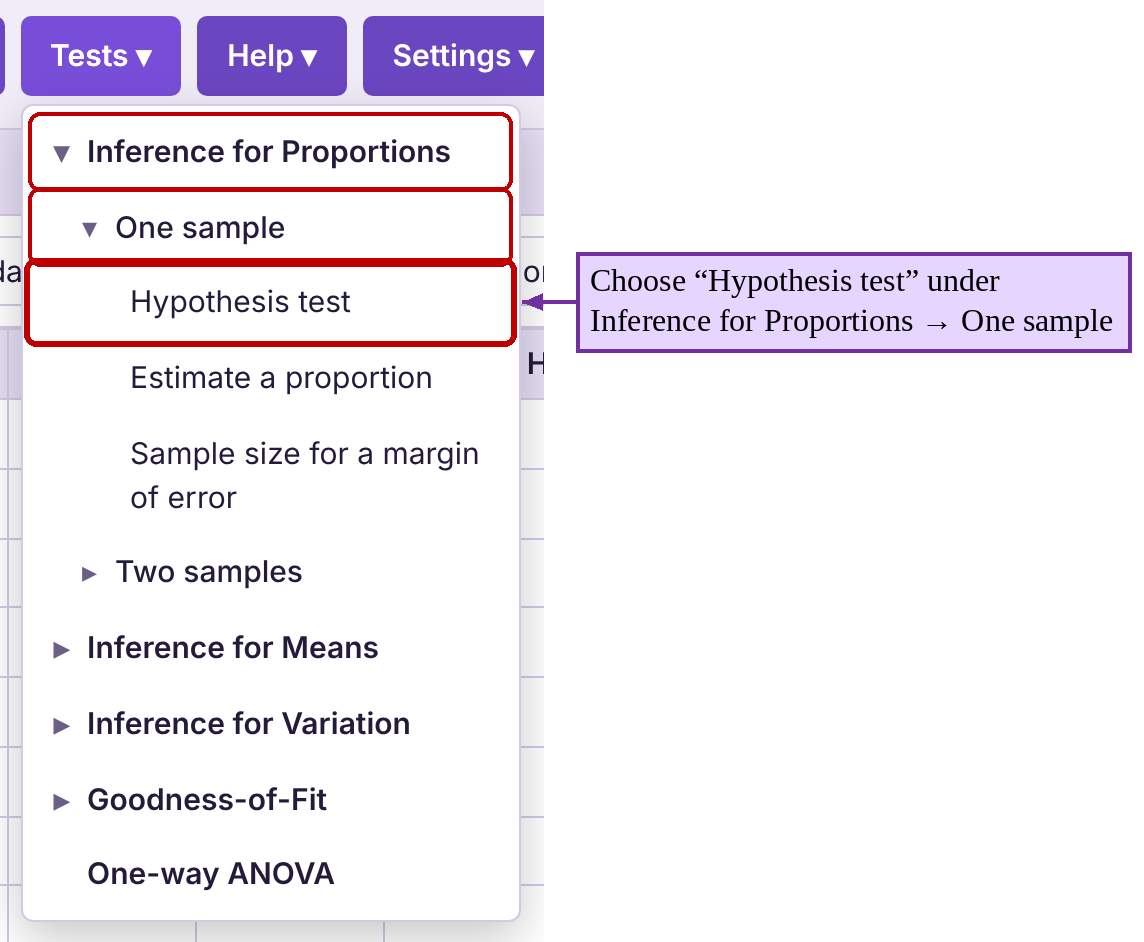 Tests ▾ Help ▾ Settings ▾
▼ Inference for Proportions
▼ One sample
Hypothesis test
Choose “Hypothesis test” under
Inference for Proportions → One sample
Estimate a proportion
Sample size for a margin
of error
► Two samples
► Inference for Means
► Inference for Variation
► Goodness-of-Fit
One-way ANOVA